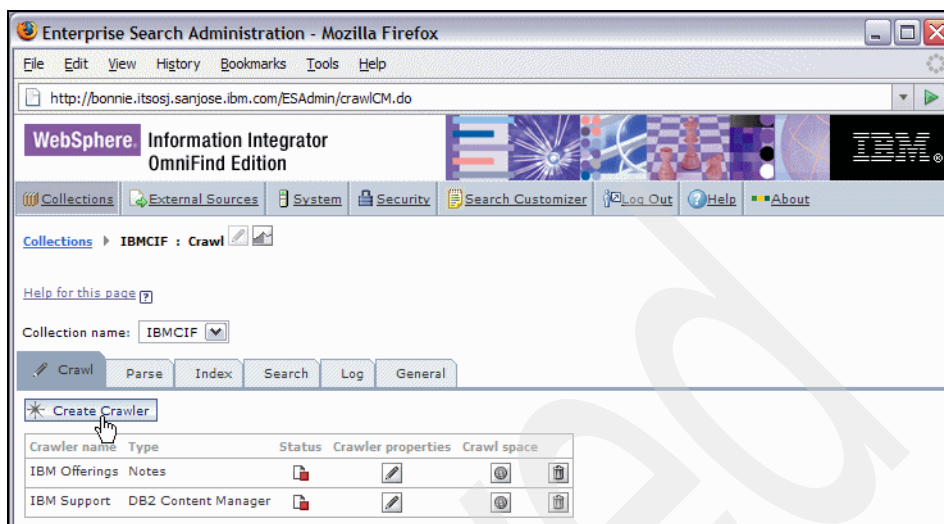 Enterprise Search Administration - Mozilla Firefox
File Edit View History Bookmarks Tools Help
http://bonnie.itsosj.sanjose.ibm.com/ESAdmin/crawlCM.do
WebSphere. Information Integrator
OmniFind Edition
IBM®
Collections External Sources System Security Search Customizer Log Out Help About
Collections IBMCIF : Crawl
Help for this page ?
Collection name: IBMCIF
Crawl Parse Index Search Log General
Create Crawler
Crawler name Type Status Crawler properties Crawl space
IBM Offerings Notes
IBM Support DB2 Content Manager